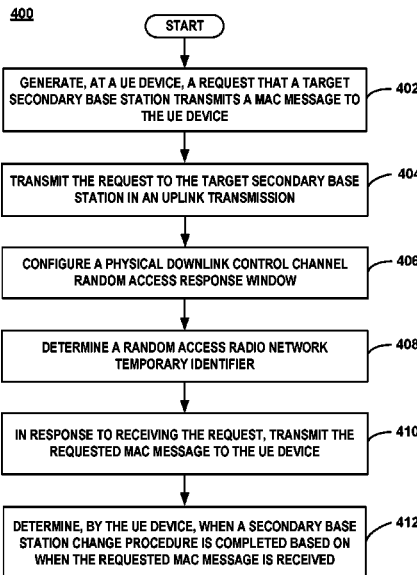 400
START
GENERATE, AT A UE DEVICE, A REQUEST THAT A TARGET
SECONDARY BASE STATION TRANSMITS A MAC MESSAGE TO
THE UE DEVICE
402
TRANSMIT THE REQUEST TO THE TARGET SECONDARY BASE
STATION IN AN UPLINK TRANSMISSION
404
CONFIGURE A PHYSICAL DOWNLINK CONTROL CHANNEL
RANDOM ACCESS RESPONSE WINDOW
406
DETERMINE A RANDOM ACCESS RADIO NETWORK
TEMPORARY IDENTIFIER
408
IN RESPONSE TO RECEIVING THE REQUEST, TRANSMIT THE
REQUESTED MAC MESSAGE TO THE UE DEVICE
410
DETERMINE, BY THE UE DEVICE, WHEN A SECONDARY BASE
STATION CHANGE PROCEDURE IS COMPLETED BASED ON
WHEN THE REQUESTED MAC MESSAGE IS RECEIVED
412